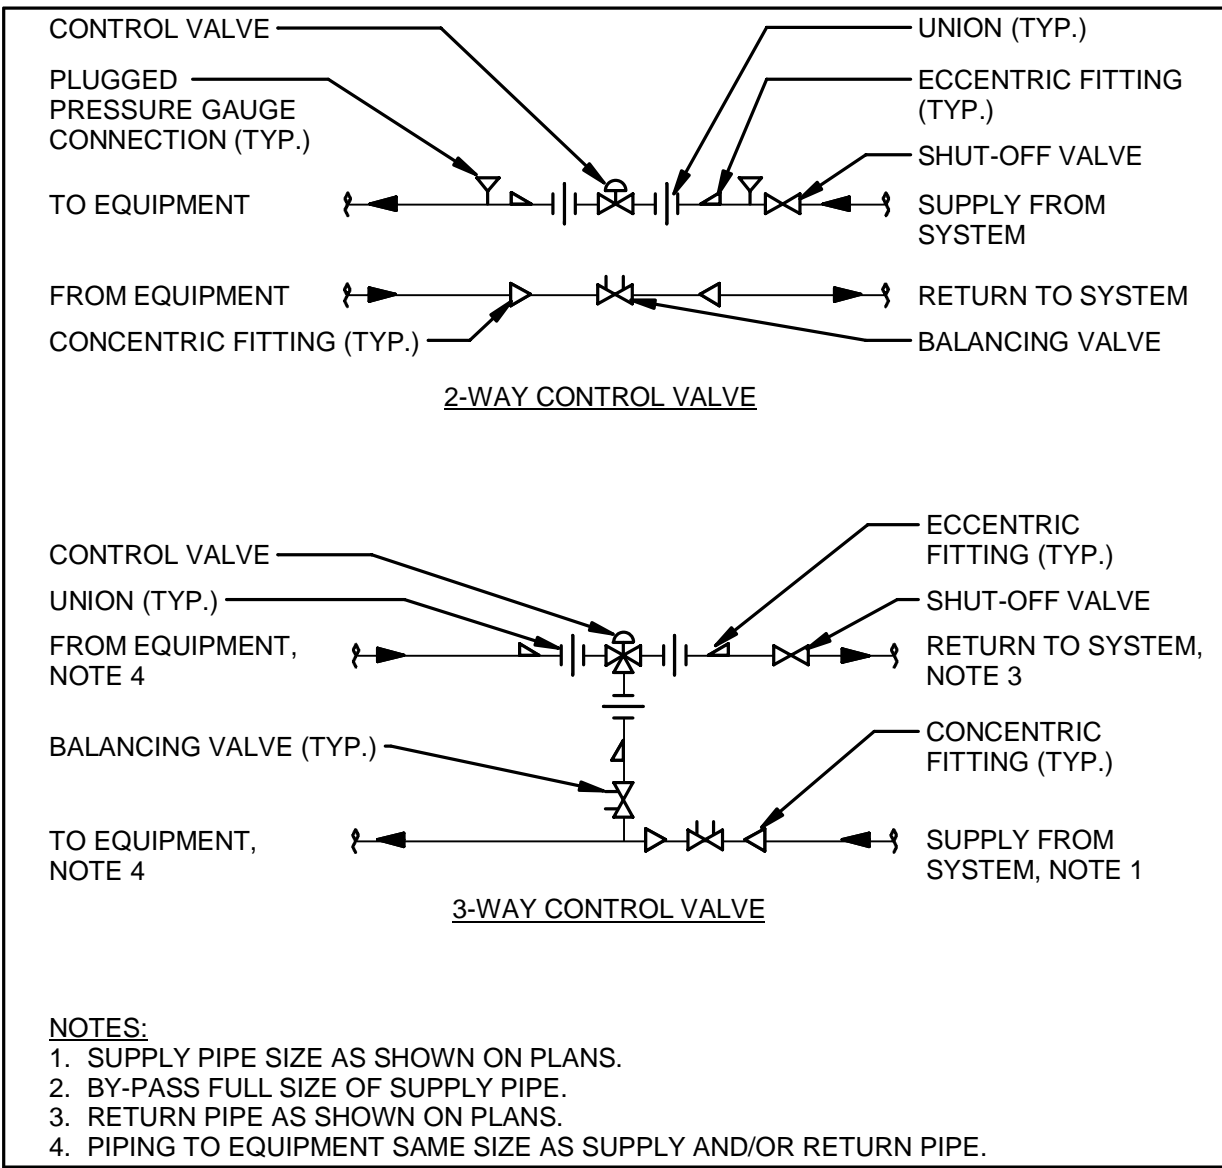 CONTROL VALVE
UNION (TYP.)
PLUGGED
PRESSURE GAUGE
CONNECTION (TYP.)
ECCENTRIC FITTING
(TYP.)
SHUT-OFF VALVE
TO EQUIPMENT
SUPPLY FROM
SYSTEM
FROM EQUIPMENT
RETURN TO SYSTEM
CONCENTRIC FITTING (TYP.)
BALANCING VALVE
2-WAY CONTROL VALVE
ECCENTRIC
FITTING (TYP.)
CONTROL VALVE
UNION (TYP.)
SHUT-OFF VALVE
FROM EQUIPMENT,
NOTE 4
RETURN TO SYSTEM,
NOTE 3
BALANCING VALVE (TYP.)
CONCENTRIC
FITTING (TYP.)
TO EQUIPMENT,
NOTE 4
SUPPLY FROM
SYSTEM, NOTE 1
3-WAY CONTROL VALVE
NOTES:
1. SUPPLY PIPE SIZE AS SHOWN ON PLANS.
2. BY-PASS FULL SIZE OF SUPPLY PIPE.
3. RETURN PIPE AS SHOWN ON PLANS.
4. PIPING TO EQUIPMENT SAME SIZE AS SUPPLY AND/OR RETURN PIPE.